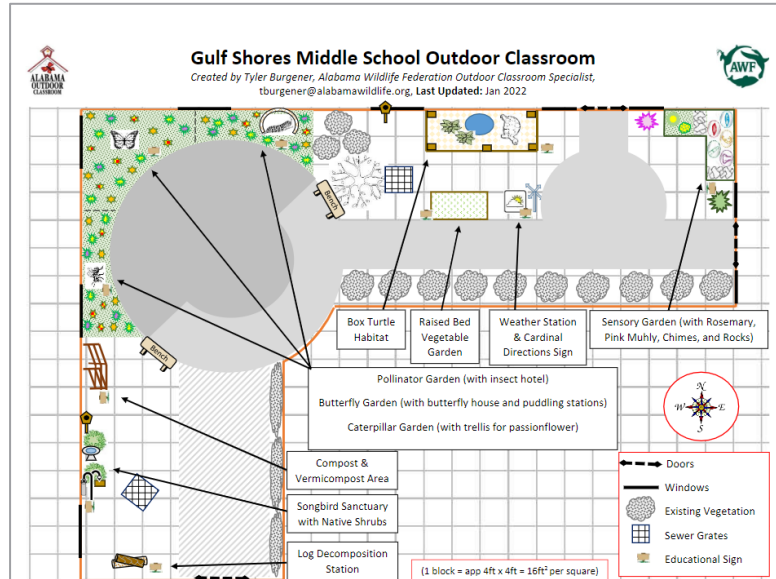 Gulf Shores Middle School Outdoor Classroom
Created by Tyler Burgener, Alabama Wildlife Federation Outdoor Classroom Specialist,
tburgener@alabamawildlife.org, Last Updated: Jan 2022
ALABAMA
OUTDOOR
CLASSROOM
AWF
Bench
Bench
Box Turtle
Habitat
Raised Bed
Vegetable
Garden
Weather Station
& Cardinal
Directions Sign
Sensory Garden (with Rosemary,
Pink Muhly, Chimes, and Rocks)
Pollinator Garden (with insect hotel)
Butterfly Garden (with butterfly house and puddling stations)
Caterpillar Garden (with trellis for passionflower)
N
W
E
S
Compost &
Vermicompost Area
Songbird Sanctuary
with Native Shrubs
Log Decomposition
Station
Doors
Windows
Existing Vegetation
Sewer Grates
Educational Sign
(1 block = app 4ft x 4ft = 16ft² per square)